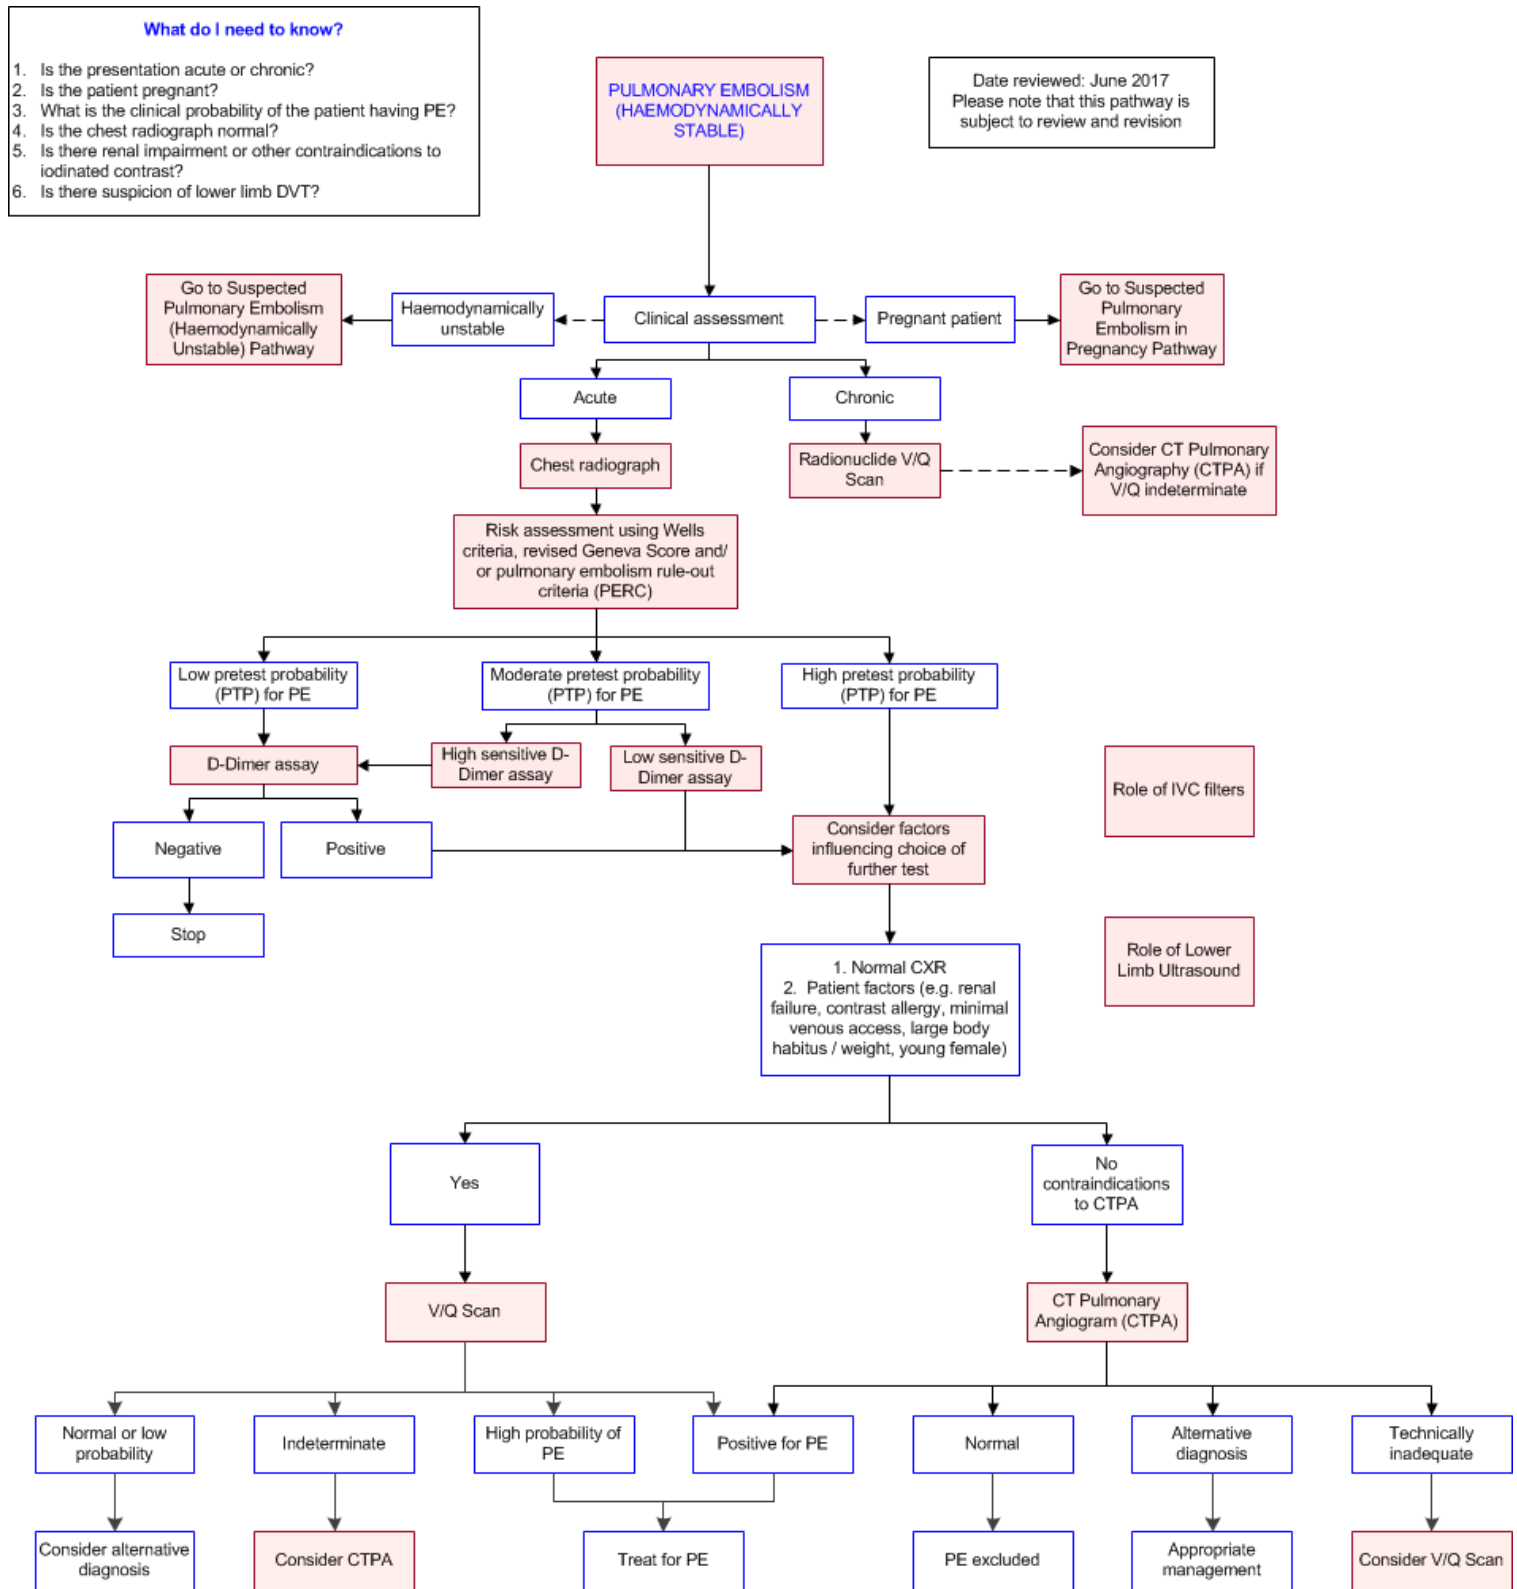 What do I need to know?
1. Is the presentation acute or chronic?
2. Is the patient pregnant?
3. What is the clinical probability of the patient having PE?
4. Is the chest radiograph normal?
5. Is there renal impairment or other contraindications to
iodinated contrast?
6. Is there suspicion of lower limb DVT?
PULMONARY EMBOLISM
(HAEMODYNAMICALLY
STABLE)
Date reviewed: June 2017
Please note that this pathway is
subject to review and revision
Go to Suspected
Pulmonary Embolism
(Haemodynamically
Unstable) Pathway
Haemodynamically
unstable
Clinical assessment
Pregnant patient
Go to Suspected
Pulmonary
Embolism in
Pregnancy Pathway
Acute
Chronic
Chest radiograph
Radionuclide V/Q
Scan
Consider CT Pulmonary
Angiography (CTPA) if
V/Q indeterminate
Risk assessment using Wells
criteria, revised Geneva Score and/
or pulmonary embolism rule-out
criteria (PERC)
Low pretest probability
(PTP) for PE
Moderate pretest probability
(PTP) for PE
High pretest probability
(PTP) for PE
D-Dimer assay
High sensitive D-
Dimer assay
Low sensitive D-
Dimer assay
Role of IVC filters
Negative
Positive
Consider factors
influencing choice of
further test
Stop
Role of Lower
Limb Ultrasound
1. Normal CXR
2. Patient factors (e.g. renal
failure, contrast allergy, minimal
venous access, large body
habitus / weight, young female)
Yes
No
contraindications
to CTPA
V/Q Scan
CT Pulmonary
Angiogram (CTPA)
Normal or low
probability
Indeterminate
High probability of
PE
Positive for PE
Normal
Alternative
diagnosis
Technically
inadequate
Consider alternative
diagnosis
Consider CTPA
Treat for PE
PE excluded
Appropriate
management
Consider V/Q Scan